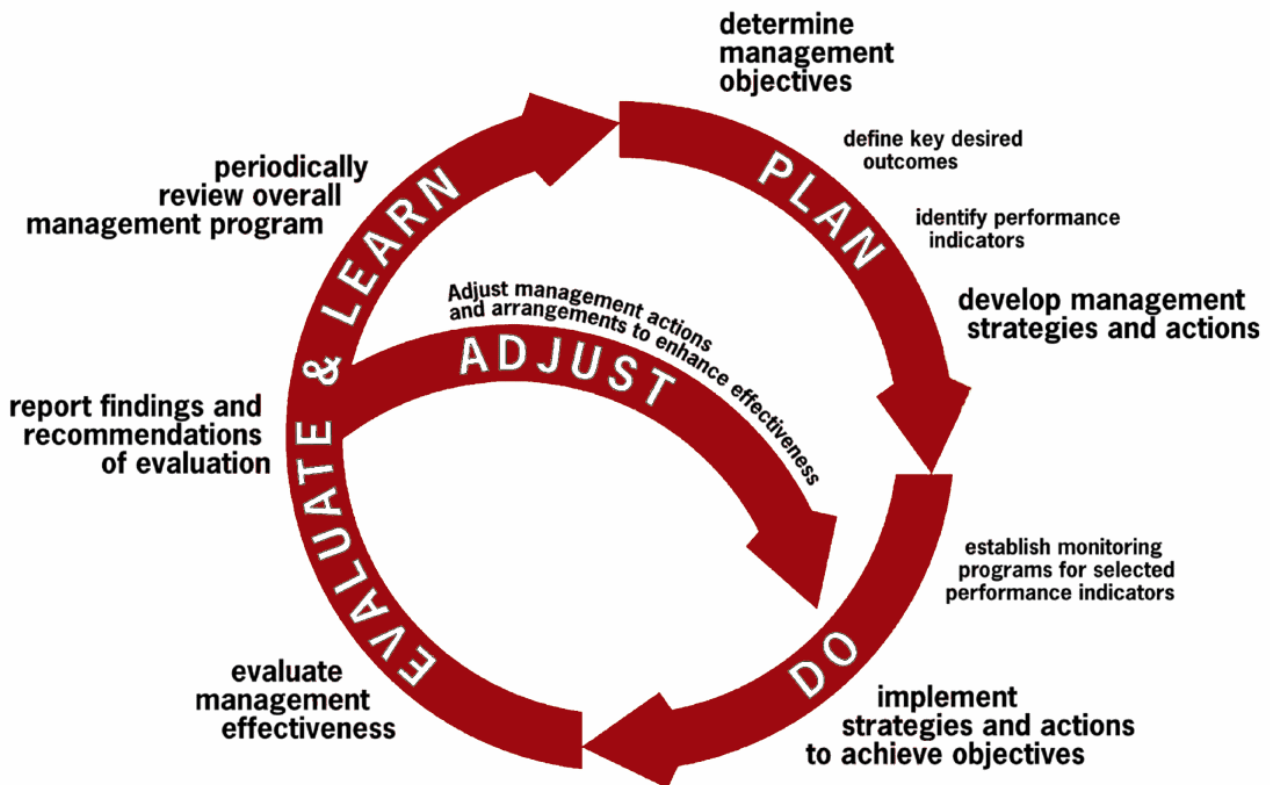 determine
management
objectives
define key desired
outcomes
PLAN
identify performance
indicators
develop management
strategies and actions
establish monitoring
programs for selected
performance indicators
DO
implement
strategies and actions
to achieve objectives
evaluate
management
effectiveness
EVALUATE & LEARN
report findings and
recommendations
of evaluation
periodically
review overall
management program
Adjust management actions
and arrangements to enhance effectiveness
ADJUST